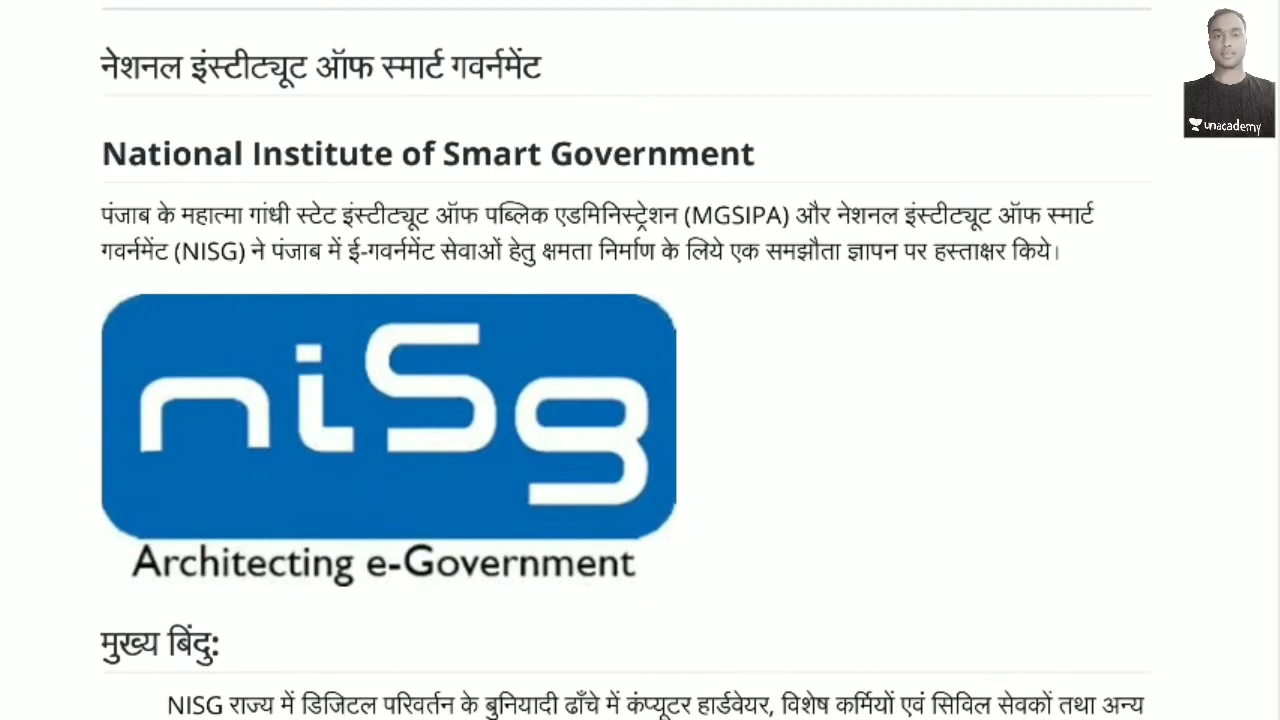 नेशनल इंस्टीट्यूट ऑफ स्मार्ट गवर्नमेंट
unacademy
National Institute of Smart Government
पंजाब के महात्मा गांधी स्टेट इंस्टीट्यूट ऑफ पब्लिक एडमिनिस्ट्रेशन (MGSIPA) और नेशनल इंस्टीट्यूट ऑफ स्मार्ट
गवर्नमेंट (NISG) ने पंजाब में ई-गवर्नमेंट सेवाओं हेतु क्षमता निर्माण के लिये एक समझौता ज्ञापन पर हस्ताक्षर किये।
niSg
Architecting e-Government
मुख्य बिंदु:
NISG राज्य में डिजिटल परिवर्तन के बुनियादी ढाँचे में कंप्यूटर हार्डवेयर, विशेष कर्मियों एवं सिविल सेवकों तथा अन्य